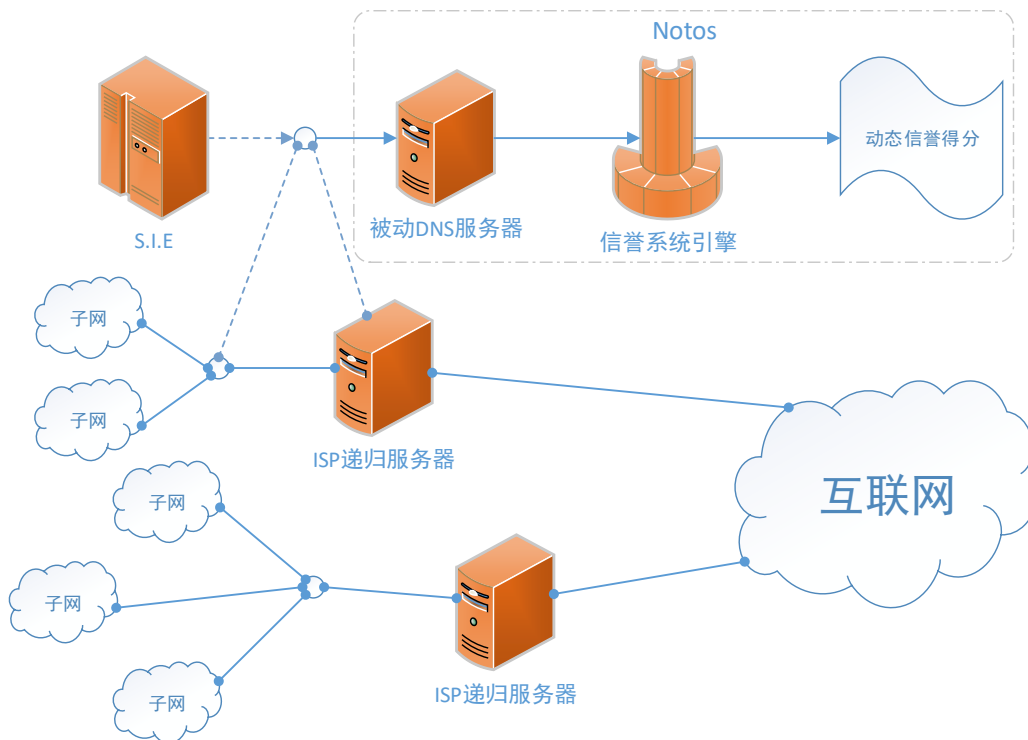 Notos
动态信誉得分
被动DNS服务器
信誉系统引擎
S.I.E
子网
子网
ISP递归服务器
互联网
子网
子网
子网
ISP递归服务器